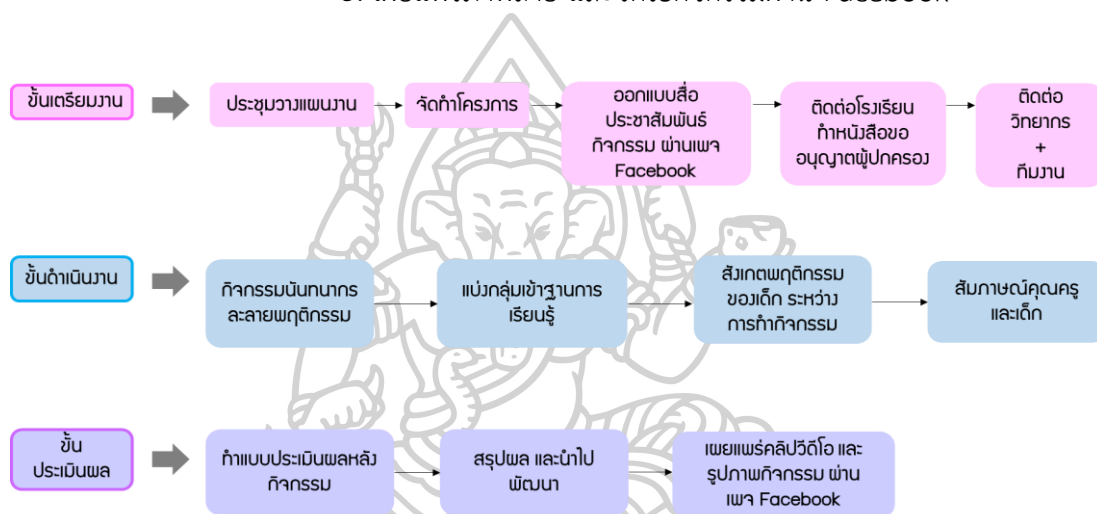 ขั้นเตรียมงาน
ประชุมวางแผนงาน
จัดทำโครงการ
ออกแบบสื่อ
ประชาสัมพันธ์
กิจกรรม ผ่านเพจ
Facebook
ติดต่อโรงเรียน
ทำหนังสือขอ
อนุญาตผู้ปกครอง
ติดต่อ
วิทยากร
+
ทีมงาน
ขั้นดำเนินงาน
กิจกรรมนันทนากร
ละลายพฤติกรรม
แบ่งกลุ่มเข้าฐานการ
เรียนรู้
สังเกตพฤติกรรม
ของเด็ก ระหว่าง
การทำกิจกรรม
สัมภาษณ์คุณครู
และเด็ก
ขั้น
ประเมินผล
ทำแบบประเมินผลหลัง
กิจกรรม
สรุปผล และนำไป
พัฒนา
เผยแพร่คลิปวีดีโอ และ
รูปภาพกิจกรรม ผ่าน
เพจ Facebook